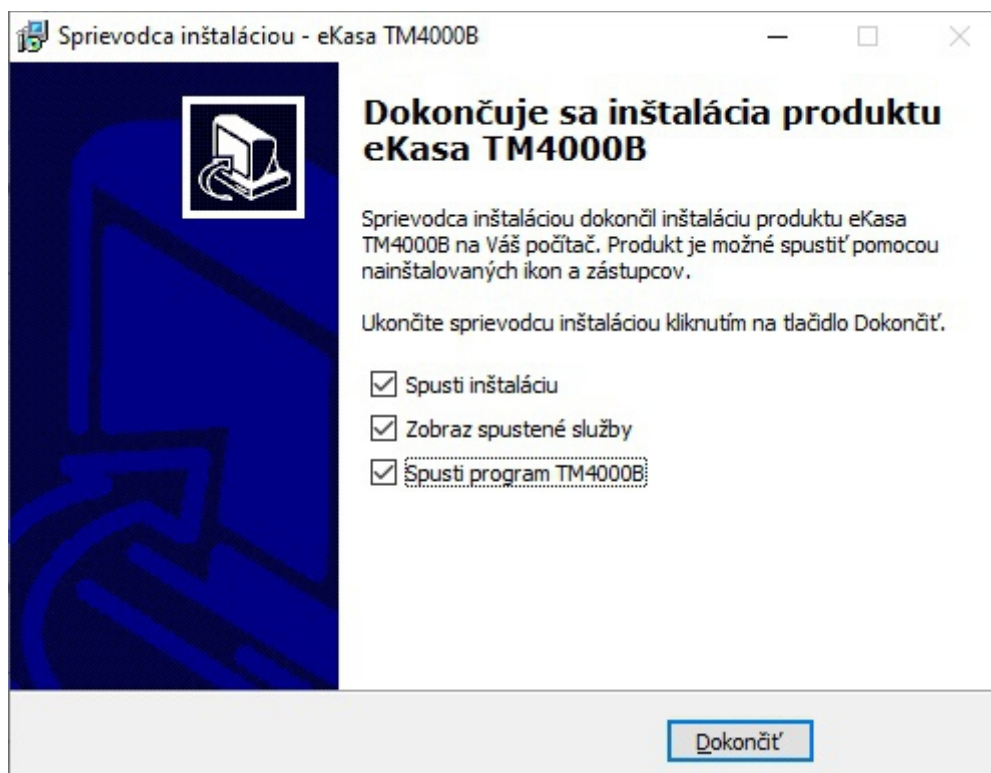 Sprievodca inštaláciou - eKasa TM4000B
Dokončuje sa inštalácia produktu
eKasa TM4000B
Sprievodca inštaláciou dokončil inštaláciu produktu eKasa
TM4000B na Váš počítač. Produkt je možné spustiť pomocou
nainštalovaných ikon a zástupcov.
Ukončite sprievodcu inštaláciou kliknutím na tlačidlo Dokončiť.
Spusti inštaláciu
Zobraz spustené služby
Spusti program TM4000B
Dokončiť